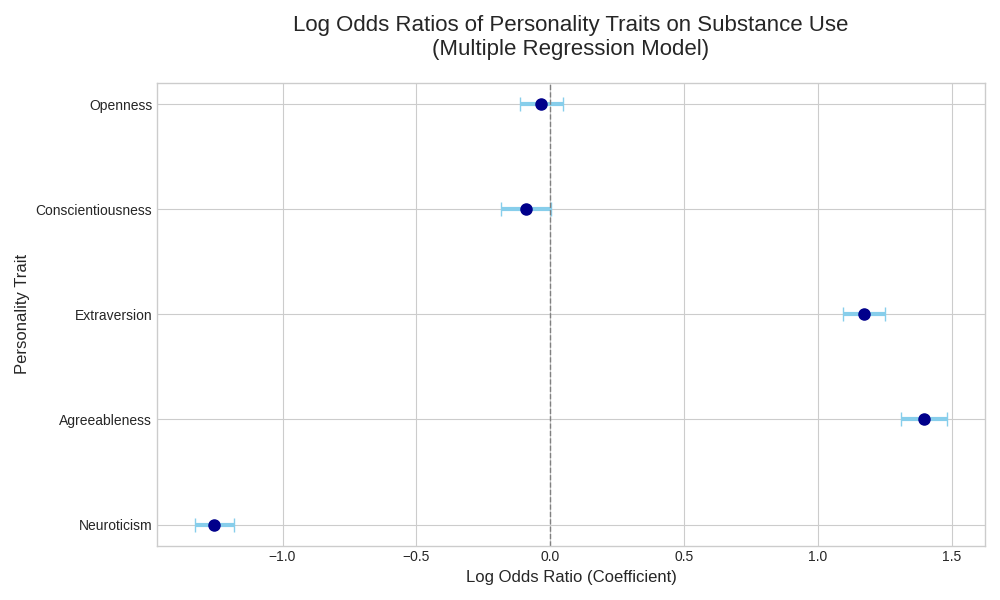 Log Odds Ratios of Personality Traits on Substance Use
(Multiple Regression Model)
Personality Trait
Openness
Conscientiousness
Extraversion
Agreeableness
Neuroticism
−1.0 −0.5 0.0 0.5 1.0 1.5
Log Odds Ratio (Coefficient)